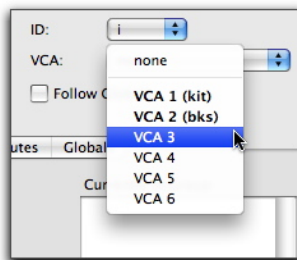 ID:
i
VCA:
none
Follow
VCA 1 (kit)
VCA 2 (bks)
VCA 3
utes Global
VCA 4
VCA 5
VCA 6